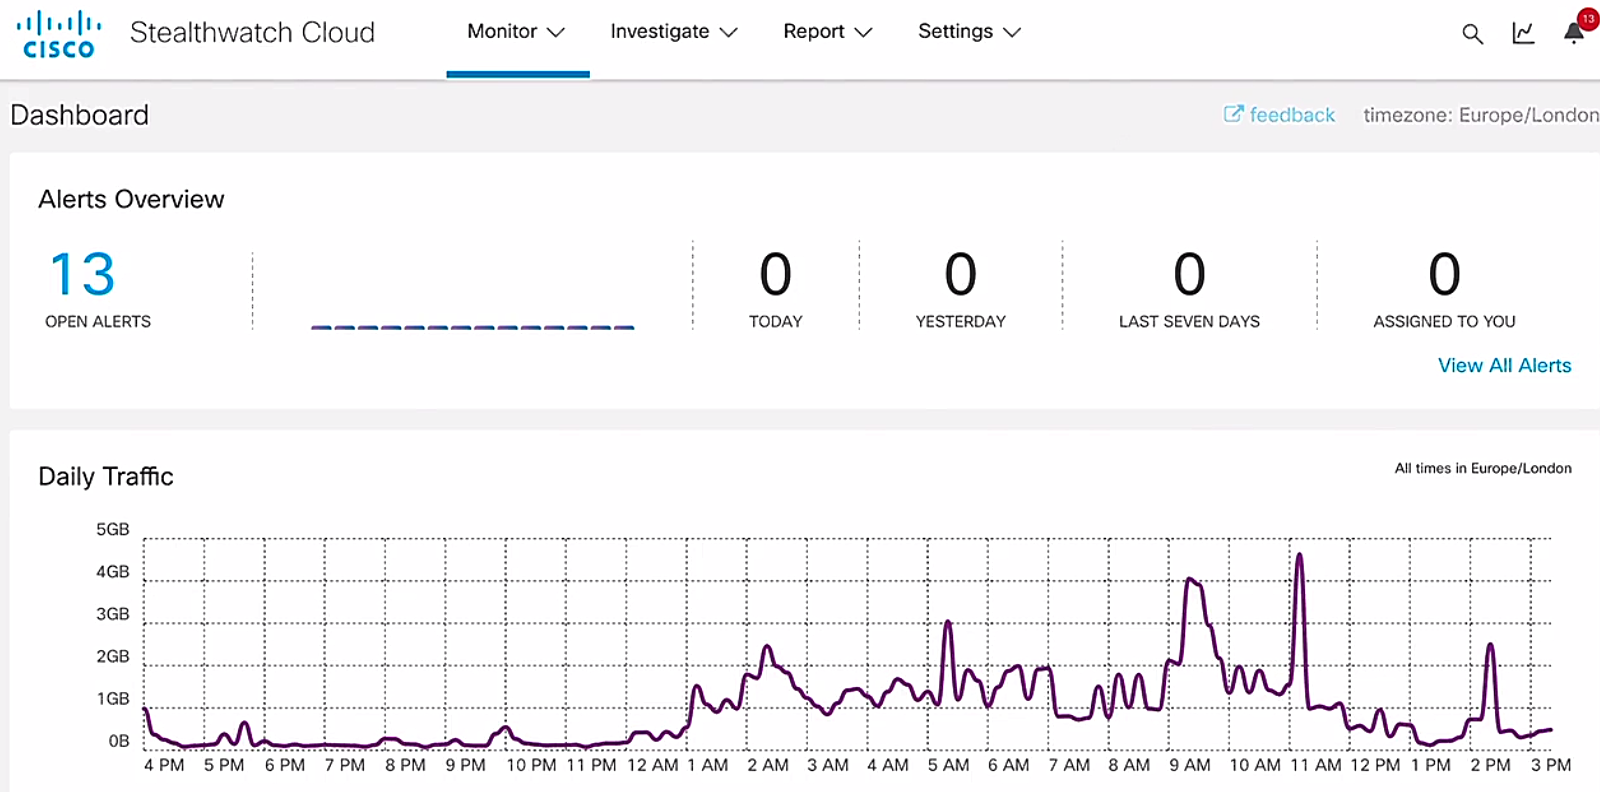 CISCO Stealthwatch Cloud Monitor Investigate Report Settings 13
Dashboard feedback timezone: Europe/London
Alerts Overview
13 0 0 0 0
OPEN ALERTS TODAY YESTERDAY LAST SEVEN DAYS ASSIGNED TO YOU
View All Alerts
Daily Traffic All times in Europe/London
5GB
4GB
3GB
2GB
1GB
0B
4 PM 5 PM 6 PM 7 PM 8 PM 9 PM 10 PM 11 PM 12 AM 1 AM 2 AM 3 AM 4 AM 5 AM 6 AM 7 AM 8 AM 9 AM 10 AM 11 AM 12 PM 1 PM 2 PM 3 PM